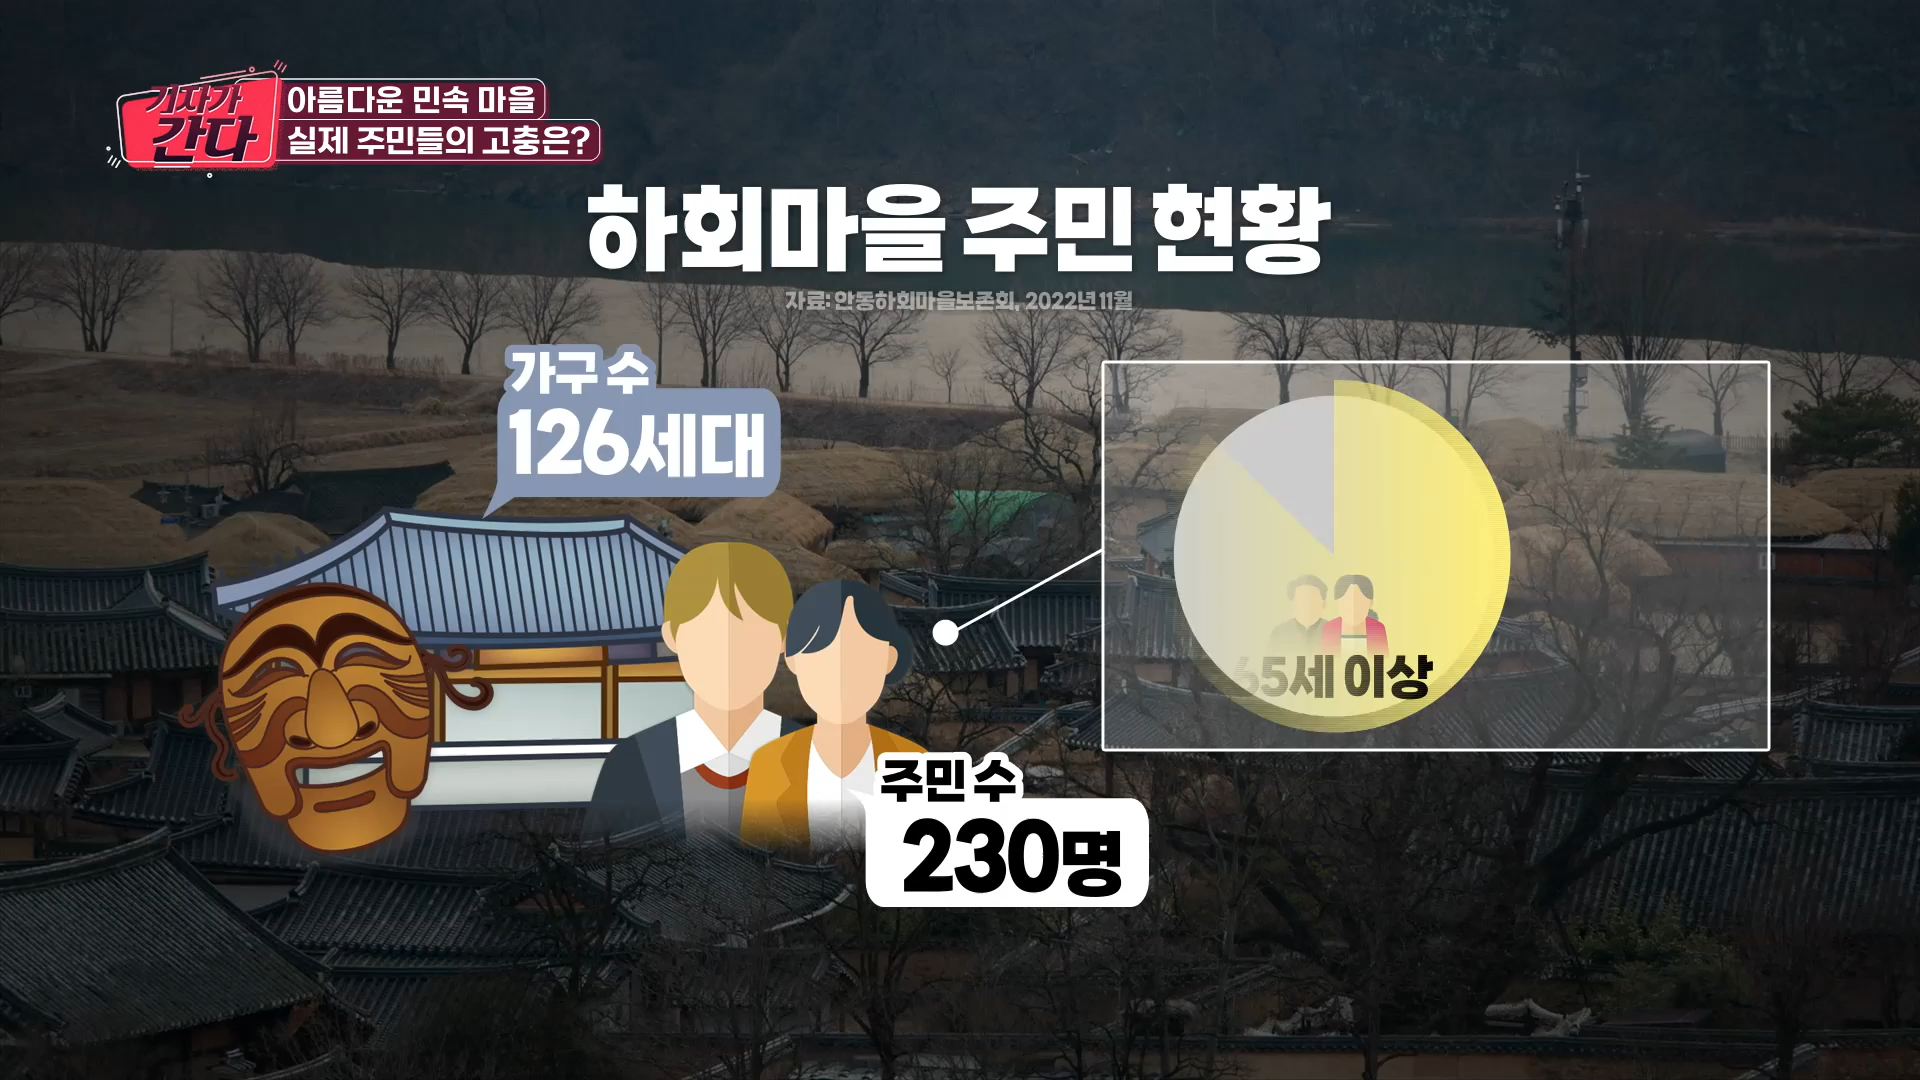 기자가
간다
아름다운 민속 마을
실제 주민들의 고충은?
하회마을 주민 현황
자료: 안동하회마을보존회, 2022년 11월
가구 수
126세대
65세 이상
주민 수
230명